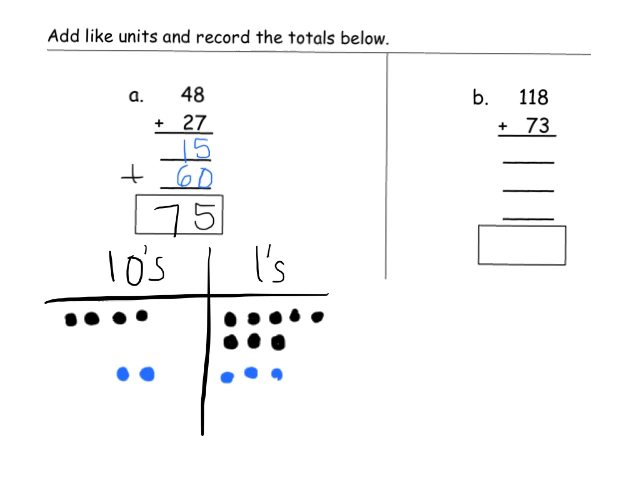 Add like units and record the totals below.
a. 48
+ 27
15
+ 60
75
b. 118
+ 73
10's 1's